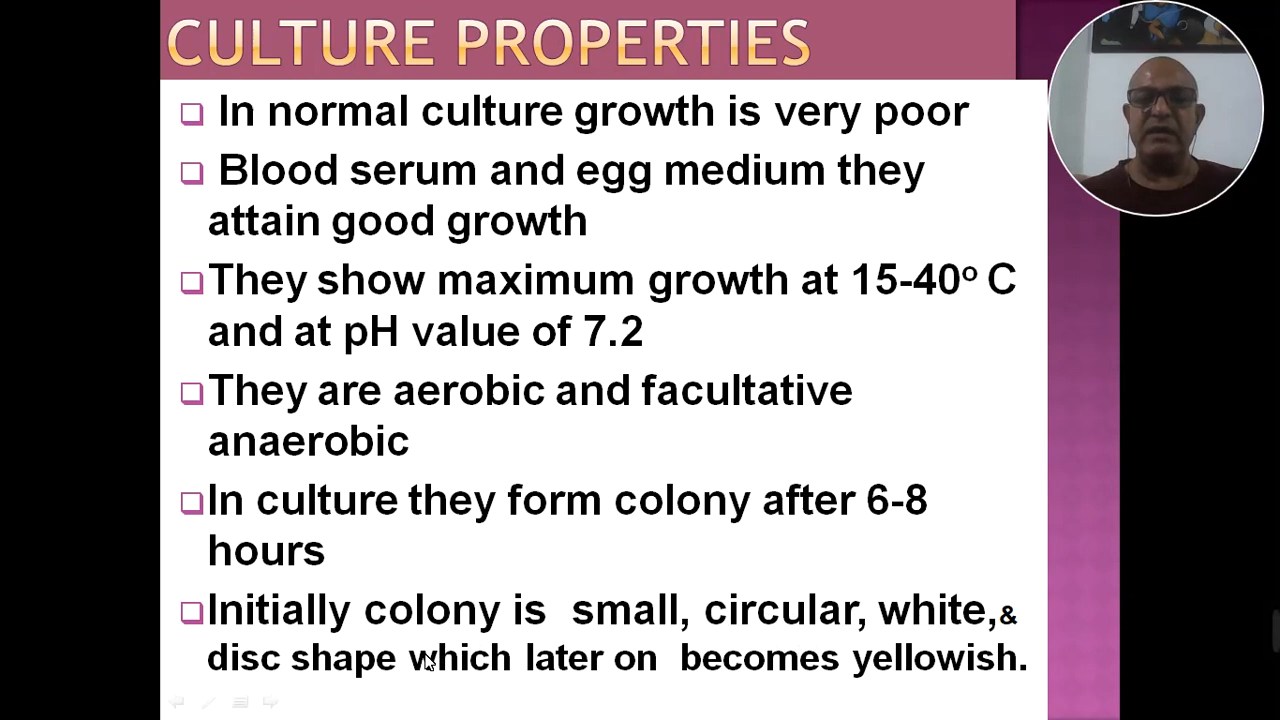 CULTURE PROPERTIES
In normal culture growth is very poor
Blood serum and egg medium they
attain good growth
They show maximum growth at 15-40º C
and at pH value of 7.2
They are aerobic and facultative
anaerobic
In culture they form colony after 6-8
hours
Initially colony is small, circular, white,&
disc shape which later on becomes yellowish.